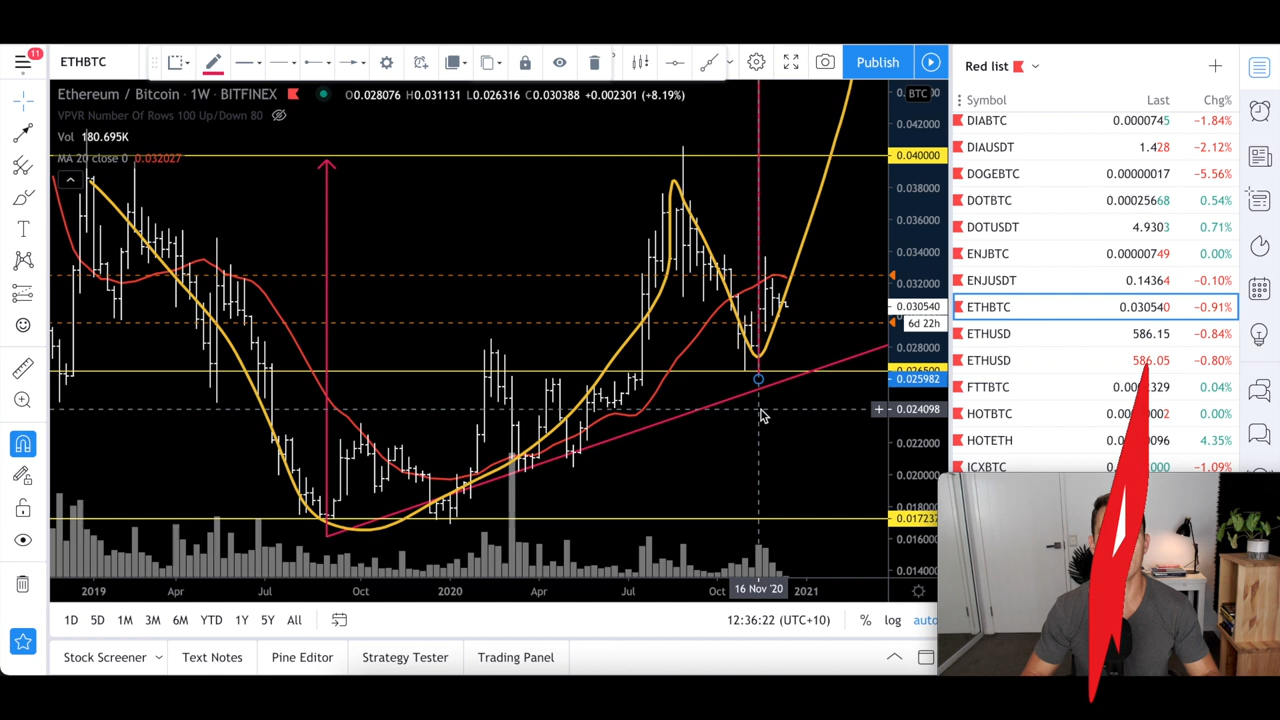 11
ETHBTC
Publish
Red list
Ethereum / Bitcoin · 1W · BITFINEX O0.028076 H0.031131 L0.026316 C0.030388 +0.002301 (+8.19%)
BTC
VPVR Number Of Rows 100 Up/Down 80
Vol 180.695K
MA 20 close 0 0.032027
0.042000
0.040000
0.038000
0.036000
0.034000
0.032000
0.030540
6d 22h
0.028000
0.025982
0.024098
0.022000
0.020000
0.018000
0.016000
0.014000
2019 Apr Jul Oct 2020 Apr Jul Oct 16 Nov '20 2021
1D 5D 1M 3M 6M YTD 1Y 5Y All
12:36:22 (UTC+10) % log auto
Stock Screener Text Notes Pine Editor Strategy Tester Trading Panel
Symbol Last Chg%
DIABTC 0.0000745 −1.84%
DIAUSDT 1.428 −2.12%
DOGEBTC 0.00000017 −5.56%
DOTBTC 0.00025668 0.54%
DOTUSDT 4.9303 0.71%
ENJBTC 0.00000749 0.00%
ENJUSDT 0.14364 −0.10%
ETHBTC 0.030540 −0.91%
ETHUSD 586.15 −0.84%
ETHUSD 586.05 −0.80%
FTTBTC 0.04%
HOTBTC 0.00%
HOTETH 4.35%
ICXBTC −1.09%